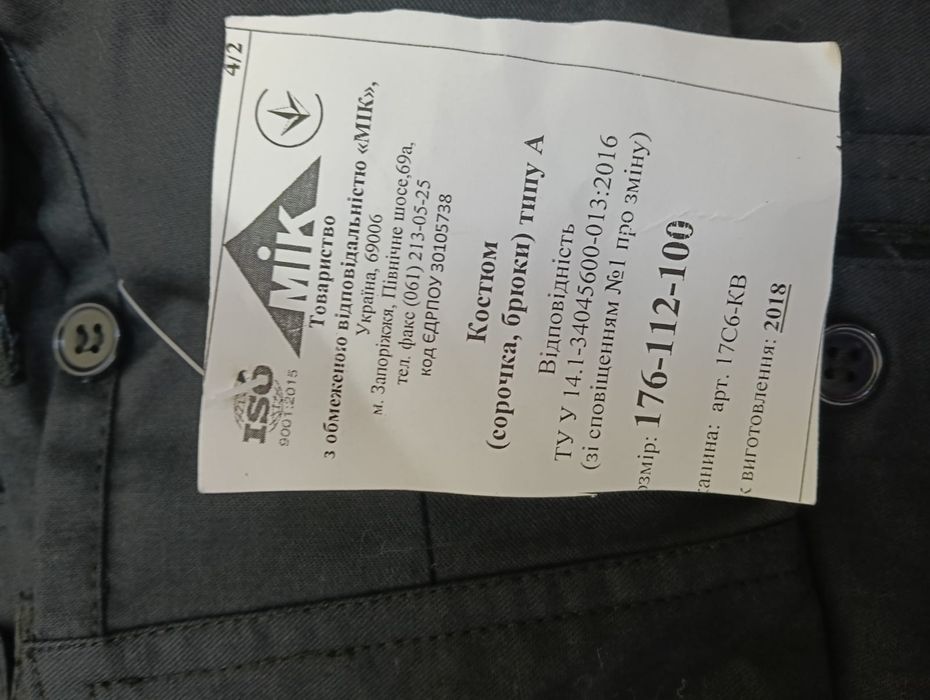 4/2
ISO
9001:2015
МІК
Товариство
з обмеженою відповідальністю «МІК»,
Україна, 69006
м. Запоріжжя, Північне шосе,69а,
тел. факс (061) 213-05-25
код ЄДРПОУ 30105738
Костюм
(сорочка, брюки) типу А
Відповідність
ТУ У 14.1-34045600-013:2016
(зі сповіщенням №1 про зміну)
озмір: 176-112-100
канина: арт. 17С6-КВ
к виготовлення: 2018